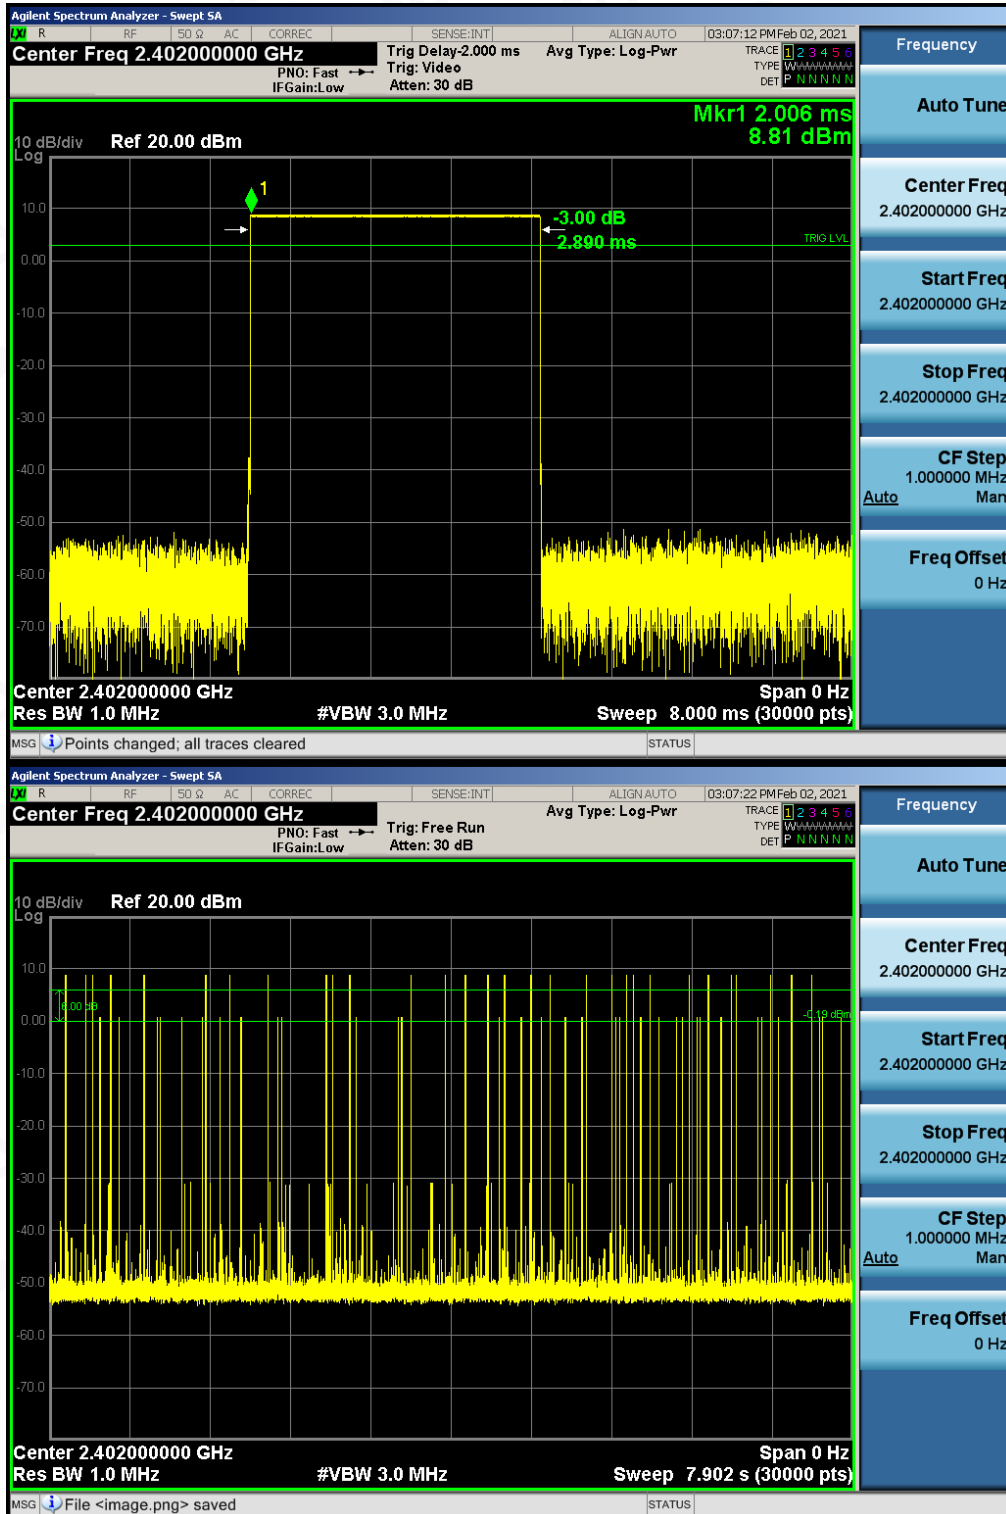 Agilent Spectrum Analyzer - Swept SA
LXI R RF 50 Ω AC CORREC SENSE:INT ALIGN AUTO 03:07:12 PM Feb 02, 2021
Center Freq 2.402000000 GHz Trig Delay-2.000 ms Avg Type: Log-Pwr TRACE 1 2 3 4 5 6
PNO: Fast Trig: Video TYPE WWWWWW
IFGain:Low Atten: 30 dB DET P N N N N N
Mkr1 2.006 ms
10 dB/div Ref 20.00 dBm 8.81 dBm
Log
1
10.0
-3.00 dB
2.890 ms
TRIG LVL
0.00
-10.0
-20.0
-30.0
-40.0
-50.0
-60.0
-70.0
Center 2.402000000 GHz Span 0 Hz
Res BW 1.0 MHz #VBW 3.0 MHz Sweep 8.000 ms (30000 pts)
MSG Points changed; all traces cleared STATUS
Frequency
Auto Tune
Center Freq
2.402000000 GHz
Start Freq
2.402000000 GHz
Stop Freq
2.402000000 GHz
CF Step
1.000000 MHz
Auto Man
Freq Offset
0 Hz
Agilent Spectrum Analyzer - Swept SA
LXI R RF 50 Ω AC CORREC SENSE:INT ALIGN AUTO 03:07:22 PM Feb 02, 2021
Center Freq 2.402000000 GHz Avg Type: Log-Pwr TRACE 1 2 3 4 5 6
PNO: Fast Trig: Free Run TYPE WWWWWW
IFGain:Low Atten: 30 dB DET P N N N N N
10 dB/div Ref 20.00 dBm
Log
10.0
6.00 dB
-0.19 dBm
0.00
-10.0
-20.0
-30.0
-40.0
-50.0
-60.0
-70.0
Center 2.402000000 GHz Span 0 Hz
Res BW 1.0 MHz #VBW 3.0 MHz Sweep 7.902 s (30000 pts)
MSG File <image.png> saved STATUS
Frequency
Auto Tune
Center Freq
2.402000000 GHz
Start Freq
2.402000000 GHz
Stop Freq
2.402000000 GHz
CF Step
1.000000 MHz
Auto Man
Freq Offset
0 Hz